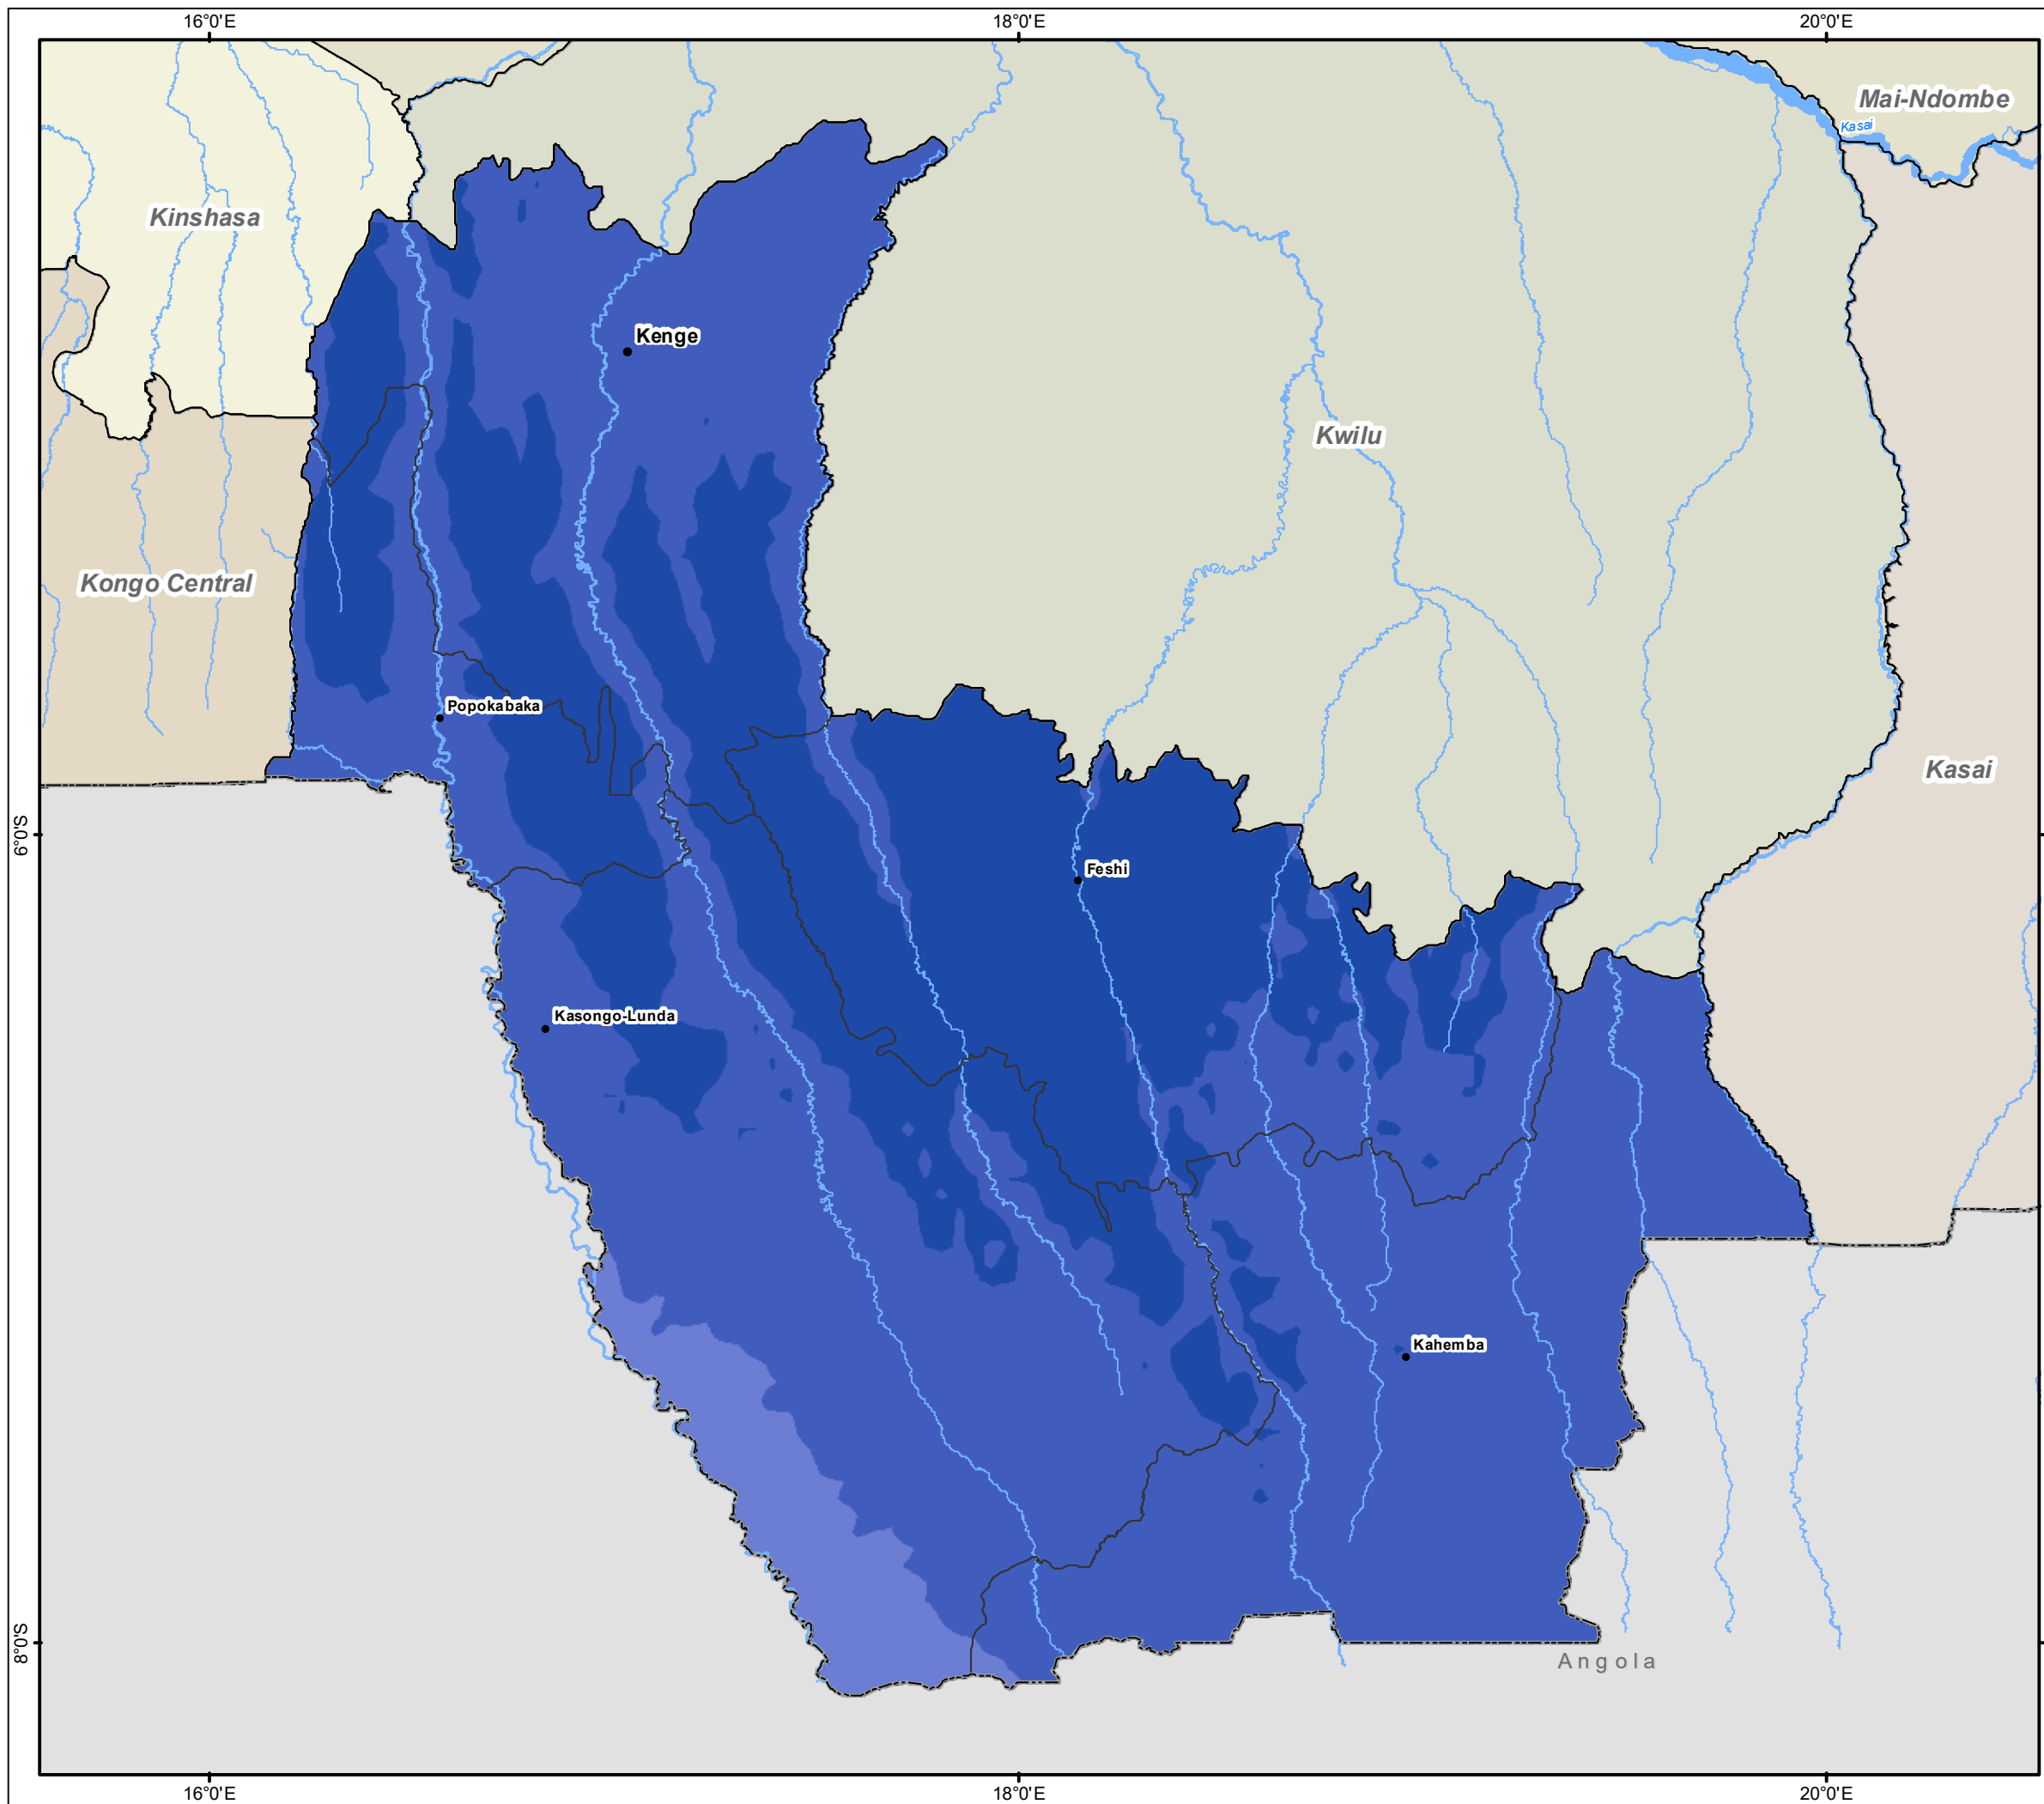 16°0'E
18°0'E
20°0'E
Mai-Ndombe
Kasai
Kinshasa
Kenge
Kwilu
Kongo Central
Popokabaka
Kasai
6°0'S
Feshi
Kasongo-Lunda
Kahemba
8°0'S
Angola
16°0'E
18°0'E
20°0'E